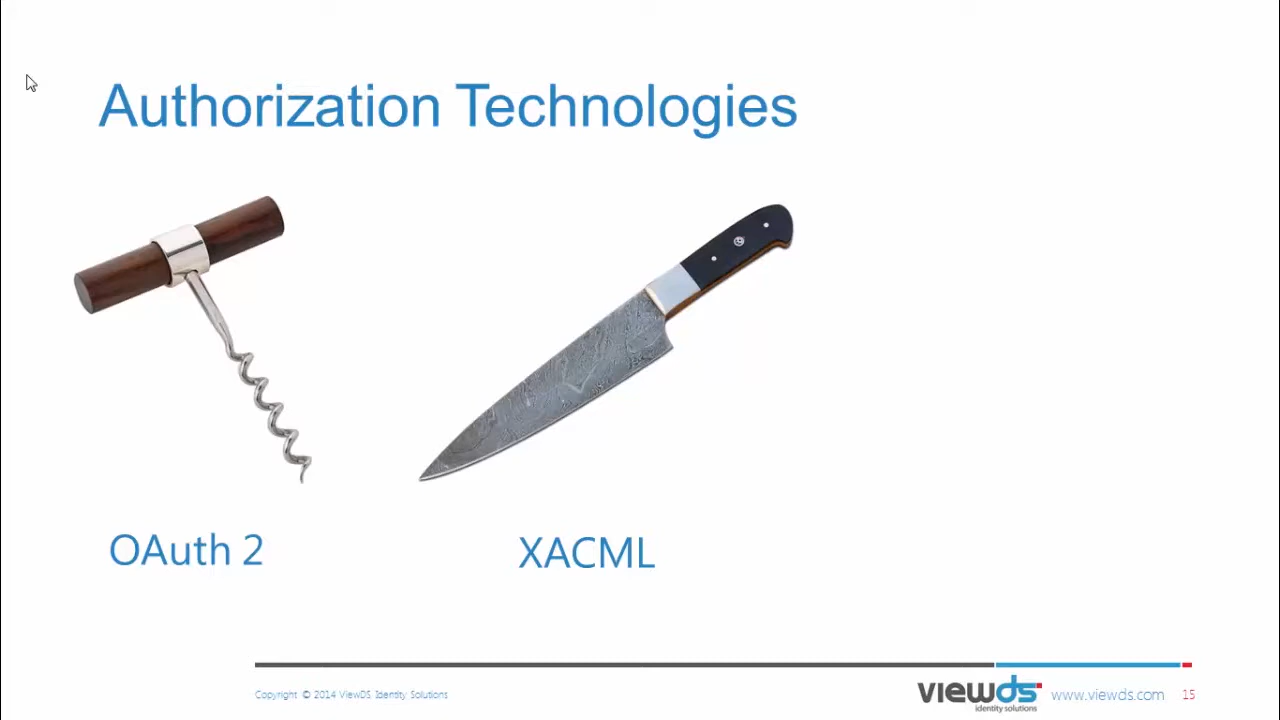 Authorization Technologies
OAuth 2
XACML
Copyright © 2014 ViewDS Identity Solutions
viewds
identity solutions
www.viewds.com
15